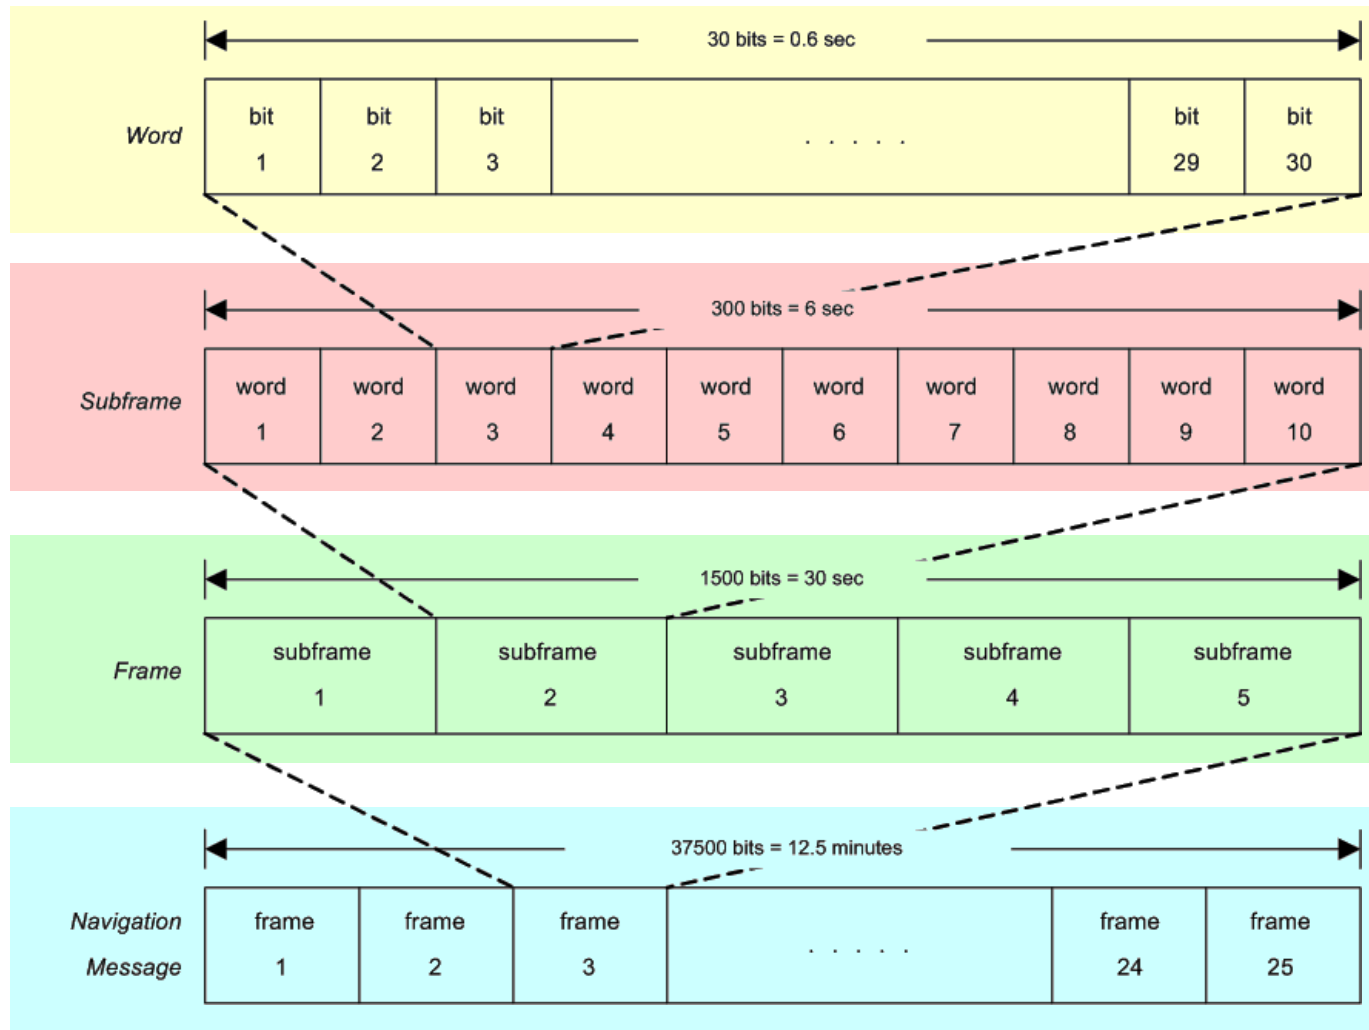 30 bits = 0.6 sec
bit bit bit bit bit
Word
1 2 3 . . . . . 29 30
300 bits = 6 sec
word word word word word word word word word word
Subframe
1 2 3 4 5 6 7 8 9 10
1500 bits = 30 sec
subframe subframe subframe subframe subframe
Frame
1 2 3 4 5
37500 bits = 12.5 minutes
Navigation frame frame frame frame frame
Message 1 2 3 . . . . . 24 25